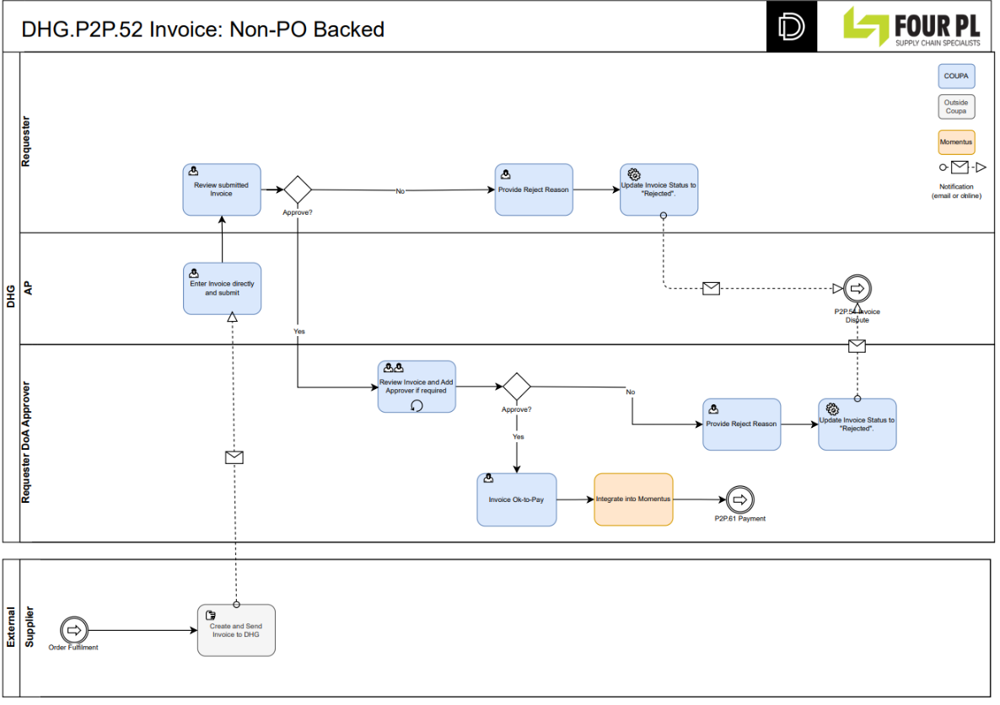 DHG.P2P.52 Invoice: Non-PO Backed
FOUR PL
SUPPLY CHAIN SPECIALISTS
COUPA
Outside
Coupa
Momentus
Notification
(email or online)
DHG
Requester
Review submitted
Invoice
Approve?
No
Provide Reject Reason
Update Invoice Status to
"Rejected".
AP
Enter Invoice directly
and submit
Yes
P2P.54 Invoice
Dispute
Requester DoA Approver
Review Invoice and Add
Approver if required
Approve?
No
Provide Reject Reason
Update Invoice Status to
"Rejected".
Yes
Invoice Ok-to-Pay
Integrate into Momentus
P2P.61 Payment
External
Supplier
Order Fulfilment
Create and Send
Invoice to DHG